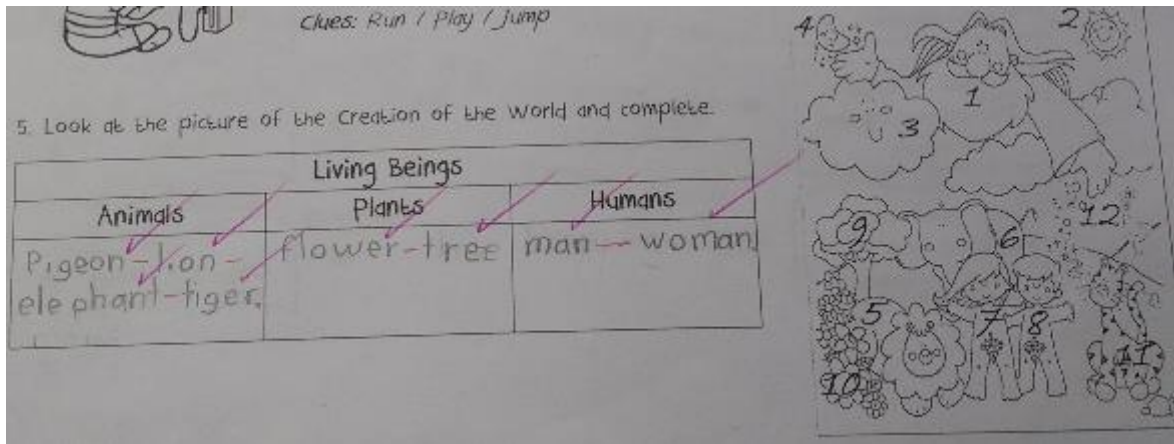 Clues: Run / Play / Jump
5. Look at the picture of the Creation of the World and complete.
Living Beings
Animals Plants Humans
Pigeon-lion- flower-tree man-woman.
elephant-tiger.
4 2
1
3
12
9 6
5 7 8 11
10